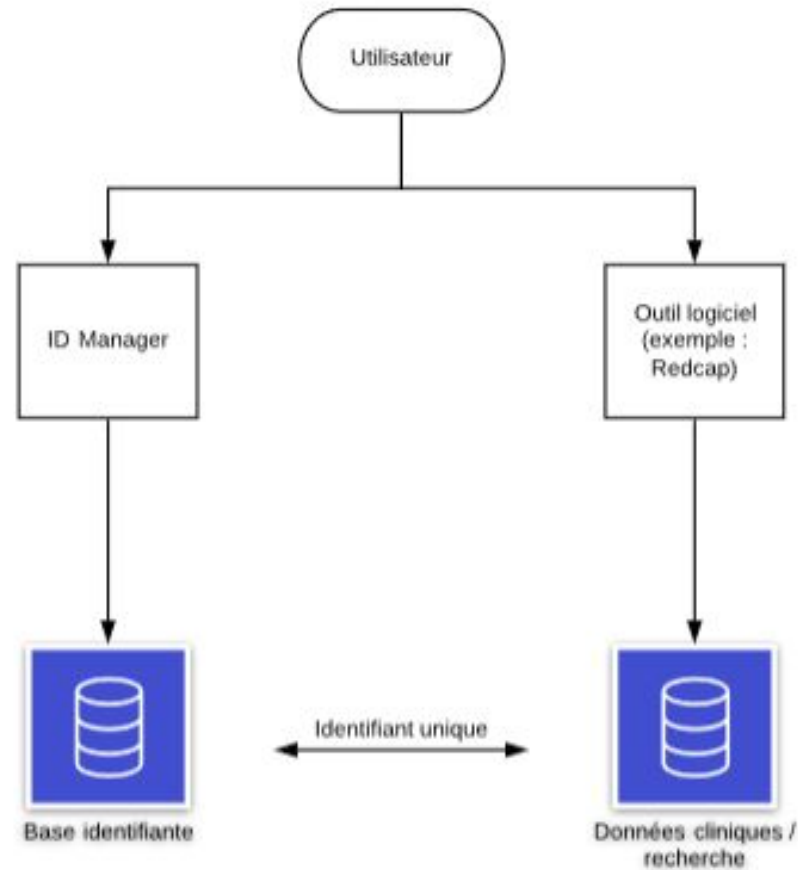 Utilisateur
ID Manager
Outil logiciel
(exemple :
Redcap)
Identifiant unique
Base identifiante
Données cliniques /
recherche